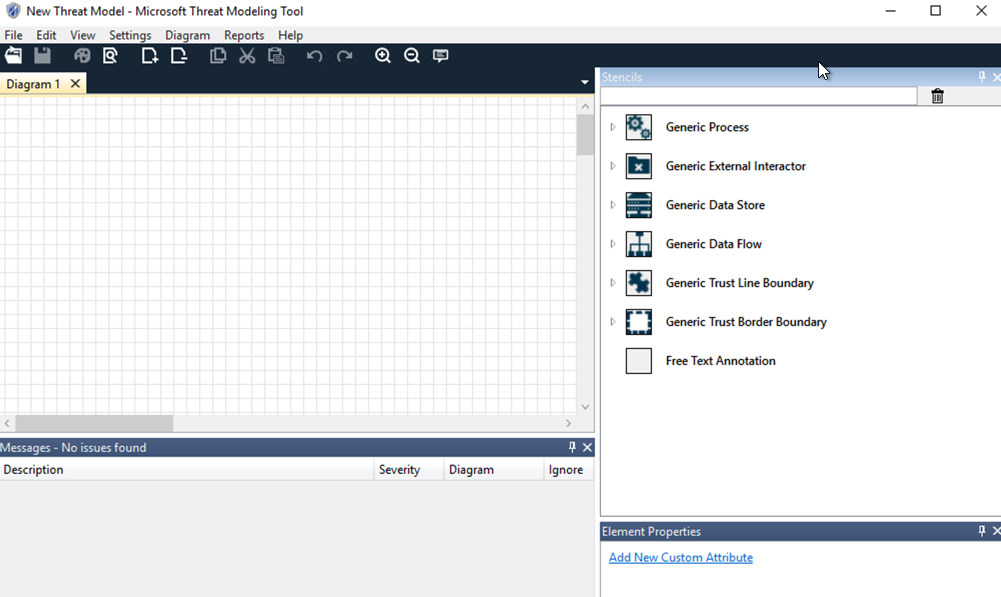 New Threat Model - Microsoft Threat Modeling Tool
File Edit View Settings Diagram Reports Help
Diagram 1
Stencils
Generic Process
Generic External Interactor
Generic Data Store
Generic Data Flow
Generic Trust Line Boundary
Generic Trust Border Boundary
Free Text Annotation
Messages - No issues found
Description Severity Diagram Ignore
Element Properties
Add New Custom Attribute